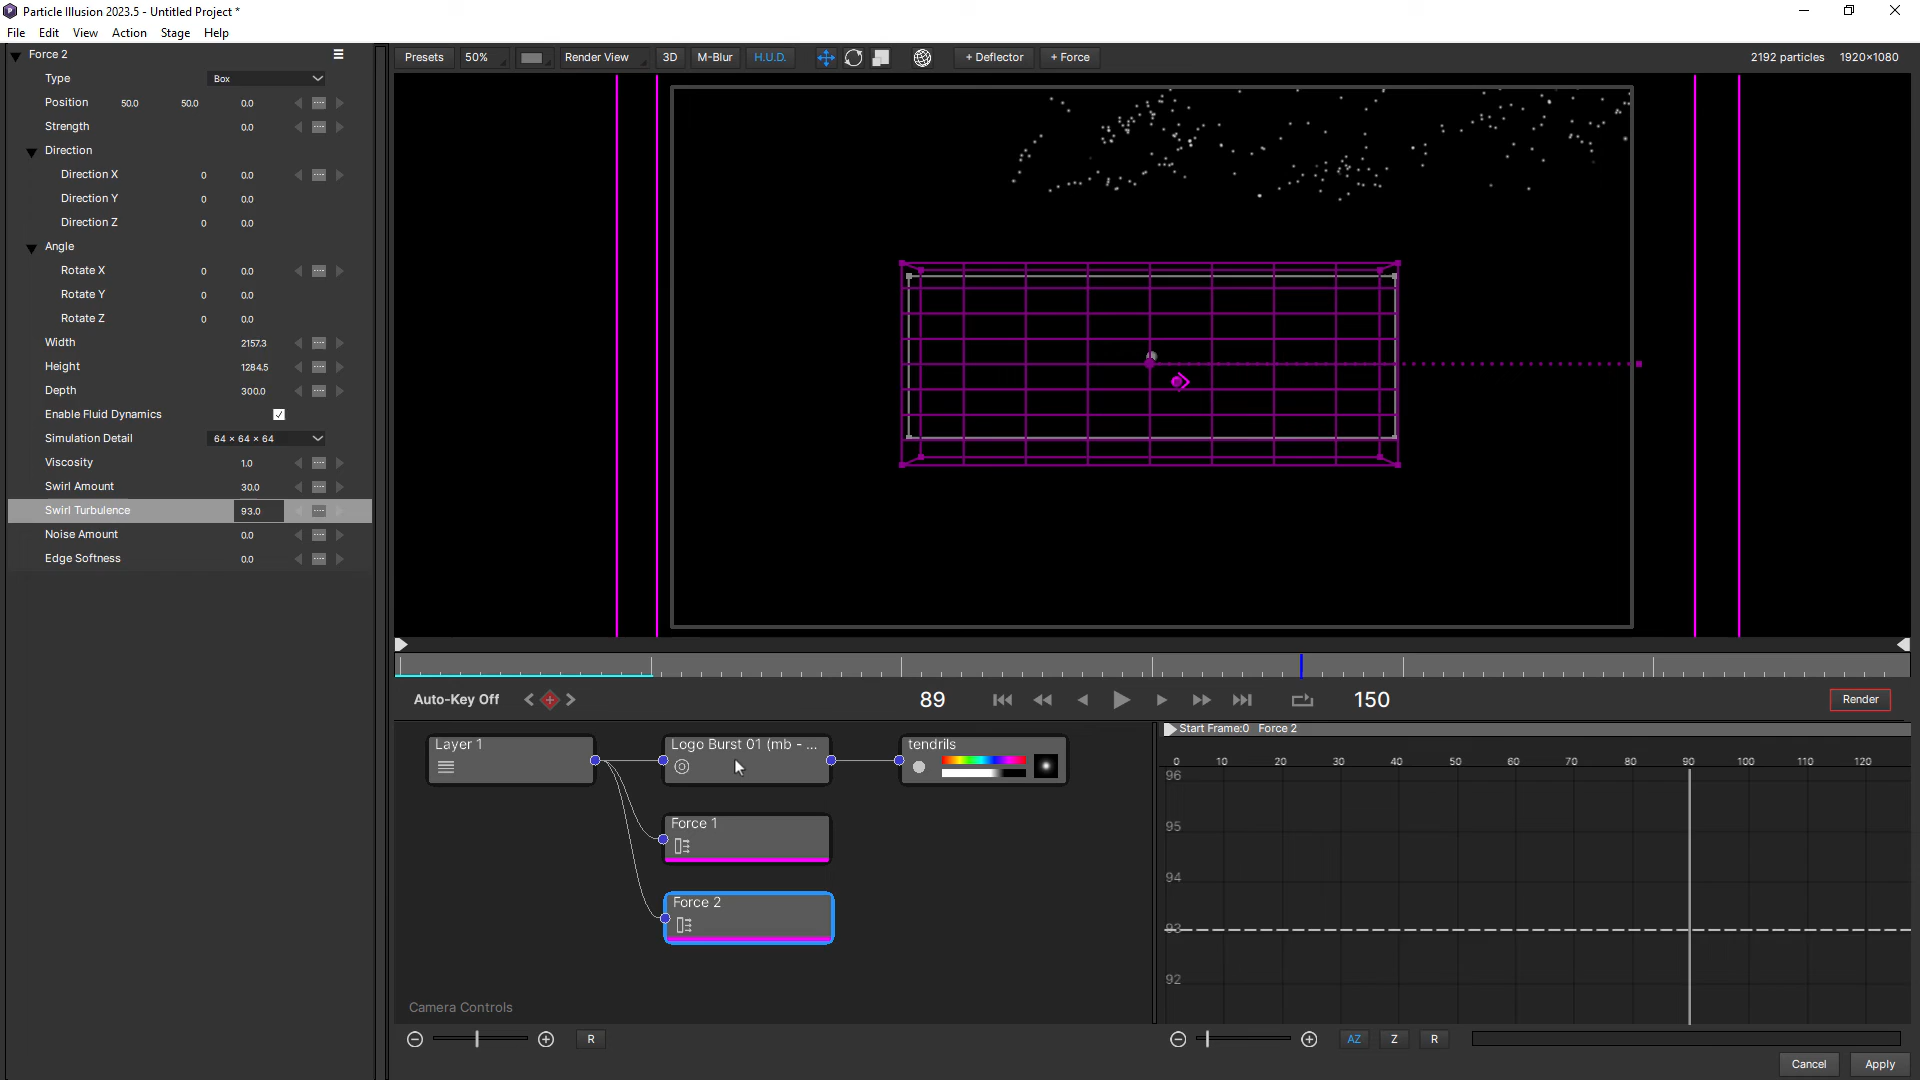 Particle Illusion 2023.5 - Untitled Project *
File Edit View Action Stage Help
Force 2
Type Box
Position 50.0 50.0 0.0
Strength 0.0
Direction
Direction X 0 0.0
Direction Y 0 0.0
Direction Z 0 0.0
Angle
Rotate X 0 0.0
Rotate Y 0 0.0
Rotate Z 0 0.0
Width 2157.3
Height 1284.5
Depth 300.0
Enable Fluid Dynamics
Simulation Detail 64 × 64 × 64
Viscosity 1.0
Swirl Amount 30.0
Swirl Turbulence 93.0
Noise Amount 0.0
Edge Softness 0.0
Presets 50% Render View 3D M-Blur H.U.D. + Deflector + Force 2192 particles 1920×1080
Auto-Key Off 89 150 Render
Layer 1
Logo Burst 01 (mb - ...
tendrils
Force 1
Force 2
Camera Controls
R
Start Frame:0 Force 2
0 10 20 30 40 50 60 70 80 90 100 110 120
96
95
94
93
92
AZ Z R
Cancel Apply